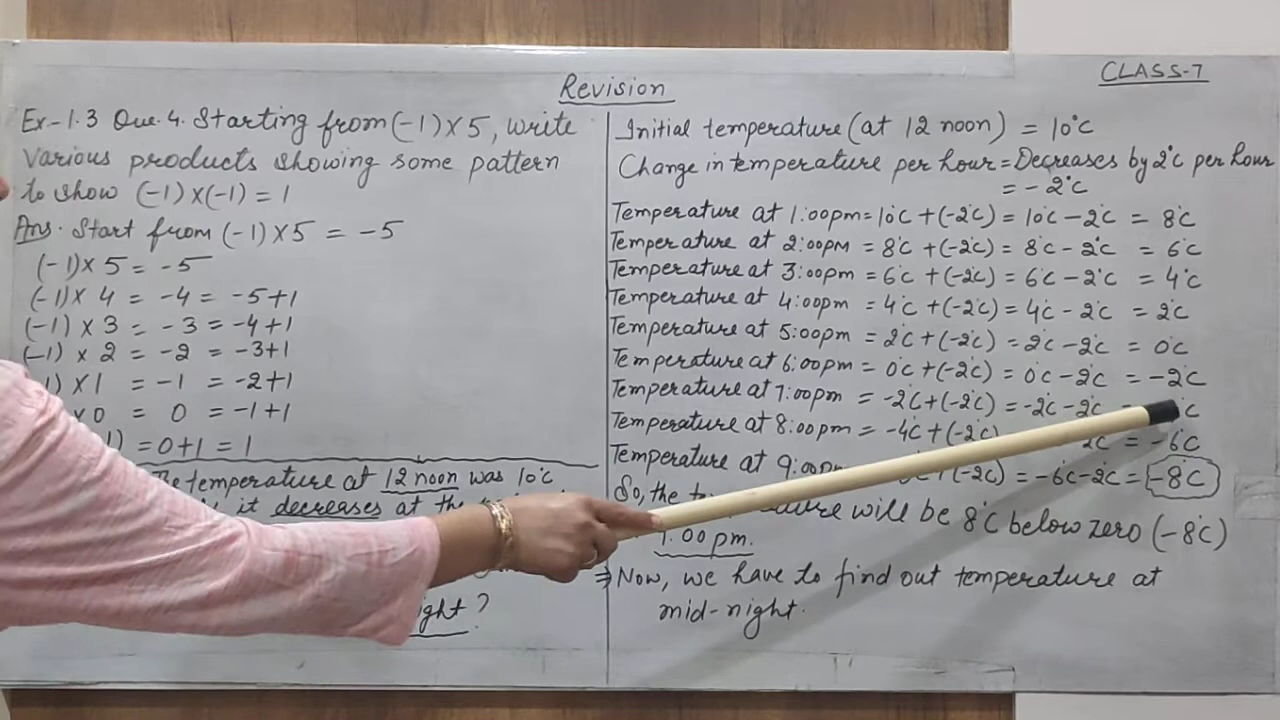 Revision
CLASS-7
Ex-1.3 Que.4. Starting from (-1)×5, write
various products showing some pattern
to show (-1)×(-1) = 1
Ans. Start from (-1)×5 = -5
(-1)×5 = -5
(-1)× 4 = -4 = -5+1
(-1) × 3 = -3 = -4+1
(-1) × 2 = -2 = -3+1
1) ×1 = -1 = -2+1
×0 = 0 = -1+1
1) =0+1 = 1
temperature at 12 noon was 10°c
it decreases at the
ght?
Initial temperature (at 12 noon) = 10°C
Change in temperature per hour = Decreases by 2°C per hour
= -2°C
Temperature at 1:00pm = 10°C +(-2°C) = 10°C -2°C = 8°C
Temperature at 2:00pm = 8°C +(-2°C) = 8°C - 2°C = 6°C
Temperature at 3:00pm = 6°C +(-2°C) = 6°C -2°C = 4°C
Temperature at 4:00pm = 4°C +(-2°C) = 4°C - 2°C = 2°C
Temperature at 5:00pm = 2°C +(-2°C) = 2°C -2°C = 0°C
Temperature at 6:00pm = 0°C +(-2°C) = 0°C -2°C = -2°C
Temperature at 7:00pm = -2°C+(-2°C) = -2°C -2°C °C
Temperature at 8:00pm = -4°C +(-2°C) 2°C = -6°C
Temperature at 9:00pm (-2°C) = -6°C-2°C = -8°C
So, the will be 8°C below zero (-8°C)
:00 pm.
⇒ Now, we have to find out temperature at
mid-night.